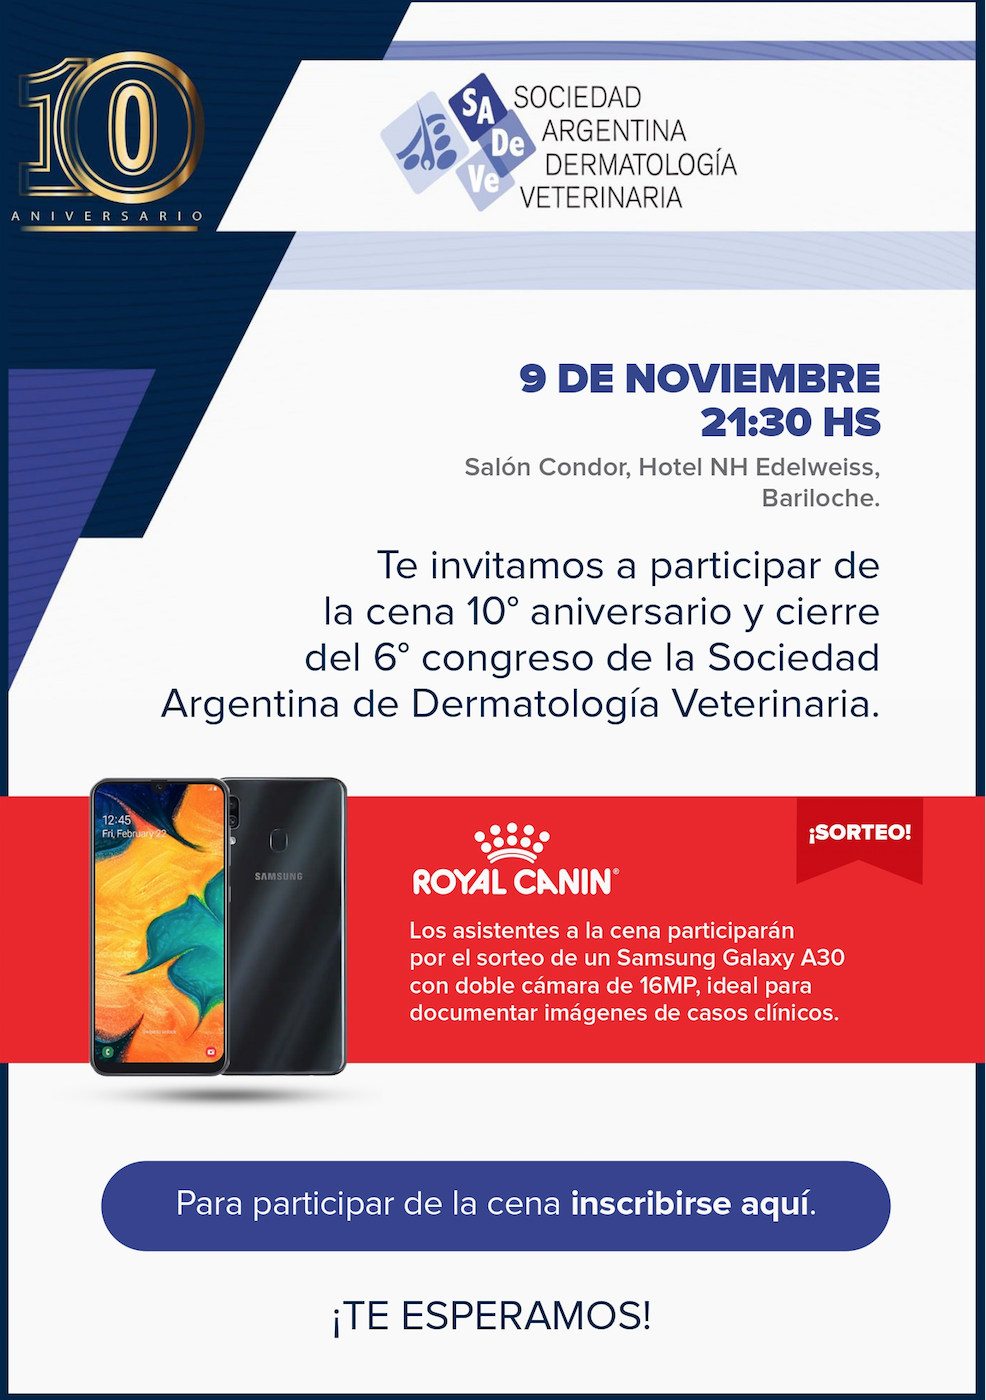 10
ANIVERSARIO
SA
De
Ve
SOCIEDAD
ARGENTINA
DERMATOLOGÍA
VETERINARIA
9 DE NOVIEMBRE
21:30 HS
Salón Condor, Hotel NH Edelweiss,
Bariloche.
Te invitamos a participar de
la cena 10° aniversario y cierre
del 6° congreso de la Sociedad
Argentina de Dermatología Veterinaria.
12:45
Fri, February 22
SAMSUNG
¡SORTEO!
ROYAL CANIN®
Los asistentes a la cena participarán
por el sorteo de un Samsung Galaxy A30
con doble cámara de 16MP, ideal para
documentar imágenes de casos clínicos.
Para participar de la cena inscribirse aquí.
¡TE ESPERAMOS!